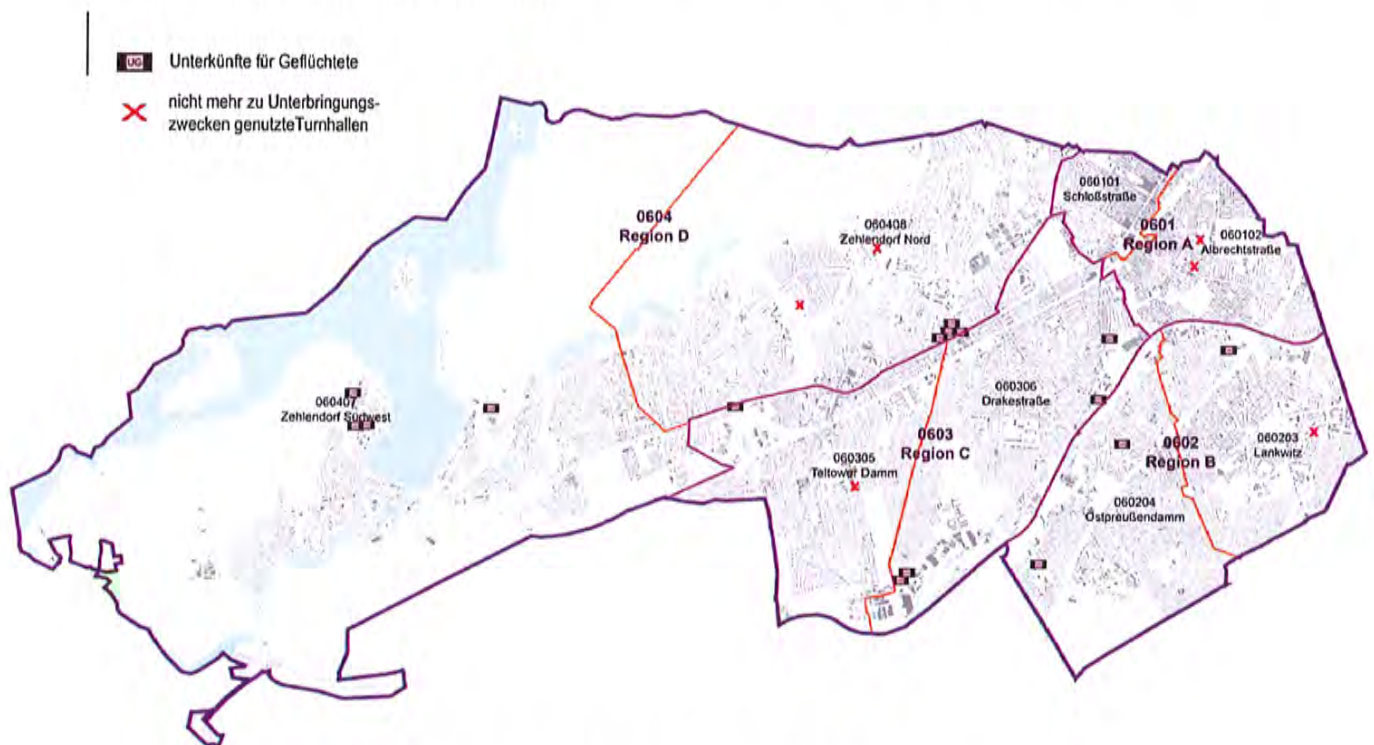 UG Unterkünfte für Geflüchtete
nicht mehr zu Unterbringungs-
zwecken genutzteTurnhallen
060101
Schloßstraße
0604
Region D
060408
Zehlendorf Nord
0601
Region A
060102
Albrechtstraße
060407
Zehlendorf Südwest
060306
Drakestraße
0603
Region C
060305
Teltower Damm
0602
Region B
060203
Lankwitz
060204
Ostpreußendamm